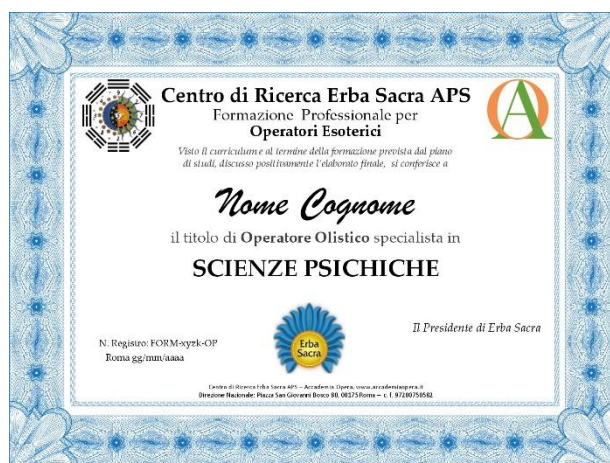 Centro di Ricerca Erba Sacra APS
Formazione Professionale per
Operatori Esoterici
Visto il curriculum e al termine della formazione prevista dal piano
di studi, discusso positivamente l'elaborato finale, si conferisce a
Nome Cognome
il titolo di Operatore Olistico specialista in
SCIENZE PSICHICHE
Il Presidente di Erba Sacra
N. Registro: FORM-xyzk-OP
Roma gg/mm/aaaa
Erba
Sacra
Centro di Ricerca Erba Sacra APS – Accademia Opera, www.accademiaopera.it
Direzione Nazionale: Piazza San Giovanni Bosco 80, 00175 Roma – c. f. 97280750582